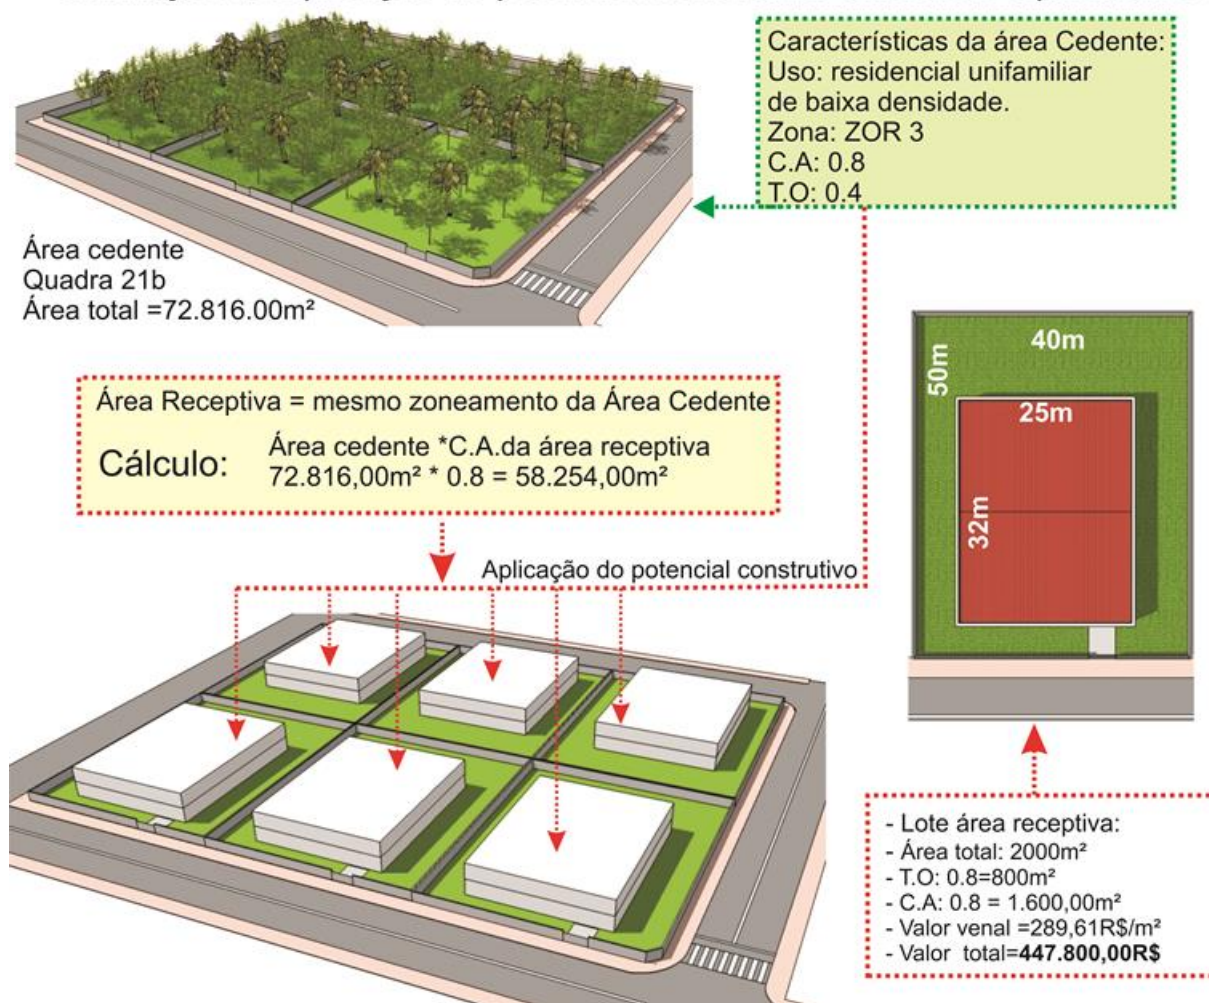 Características da área Cedente:
Uso: residencial unifamiliar
de baixa densidade.
Zona: ZOR 3
C.A: 0.8
T.O: 0.4
Área cedente
Quadra 21b
Área total =72.816.00m²
Área Receptiva = mesmo zoneamento da Área Cedente
Cálculo:
Área cedente *C.A.da área receptiva
72.816,00m² * 0.8 = 58.254,00m²
Aplicação do potencial construtivo
40m
50m
25m
32m
- Lote área receptiva:
- Área total: 2000m²
- T.O: 0.8=800m²
- C.A: 0.8 = 1.600,00m²
- Valor venal =289,61R$/m²
- Valor total=447.800,00R$